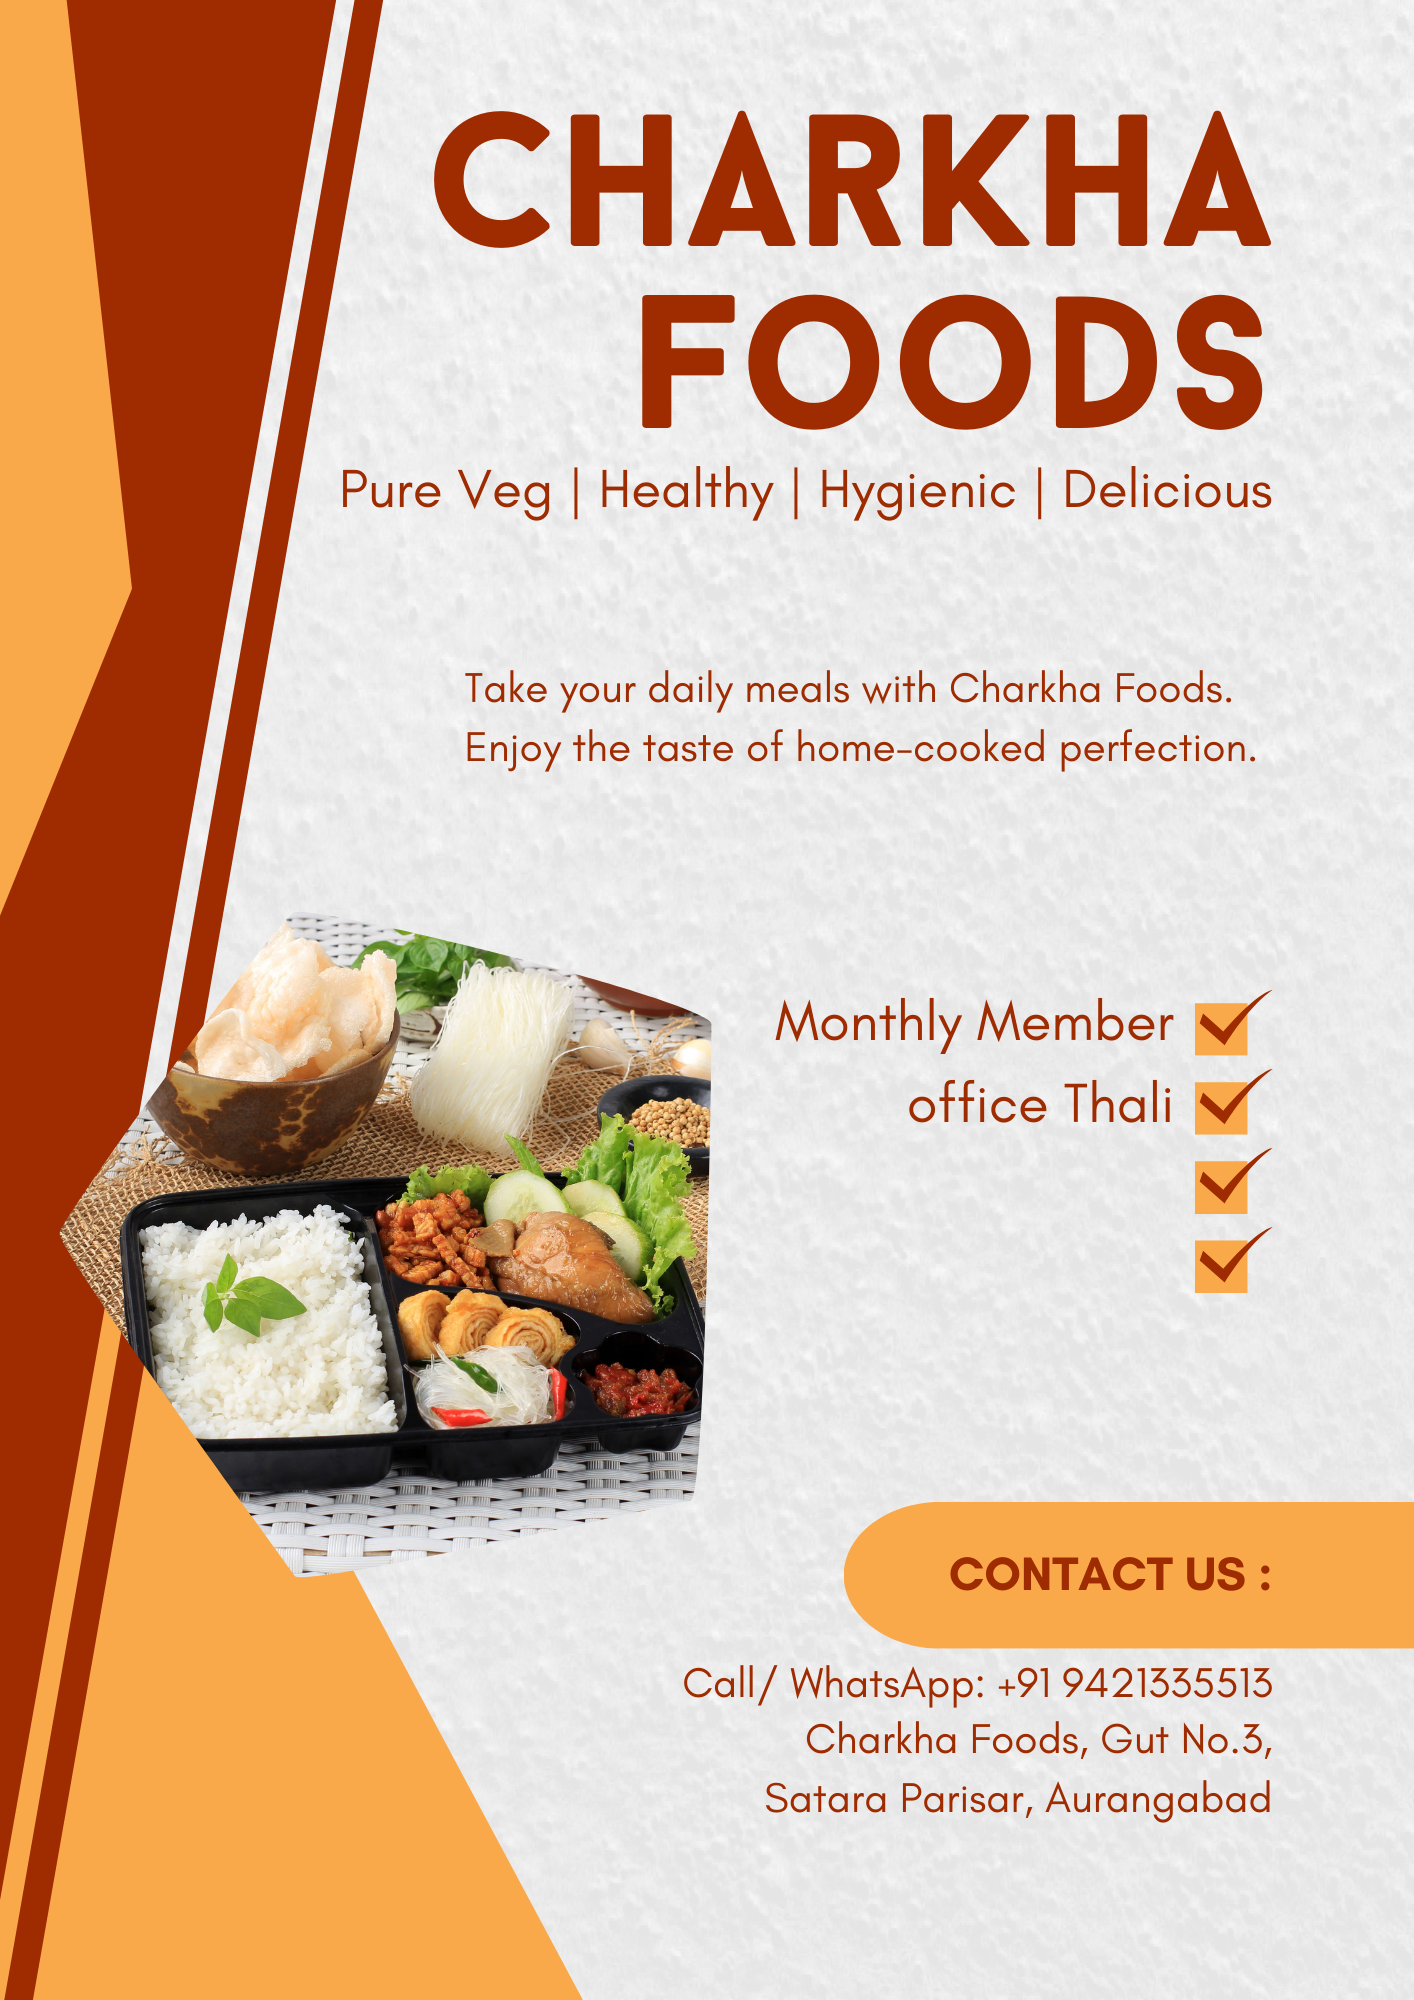 CHARKHA
FOODS
Pure Veg | Healthy | Hygienic | Delicious
Take your daily meals with Charkha Foods.
Enjoy the taste of home-cooked perfection.
Monthly Member
office Thali
CONTACT US :
Call/ WhatsApp: +91 9421335513
Charkha Foods, Gut No.3,
Satara Parisar, Aurangabad